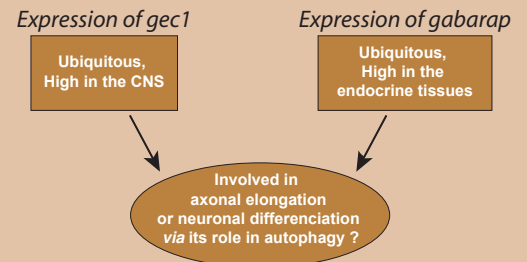 Expression of gec1
Expression of gabarap
Ubiquitous,
High in the CNS
Ubiquitous,
High in the
endocrine tissues
Involved in
axonal elongation
or neuronal differenciation
via its role in autophagy ?